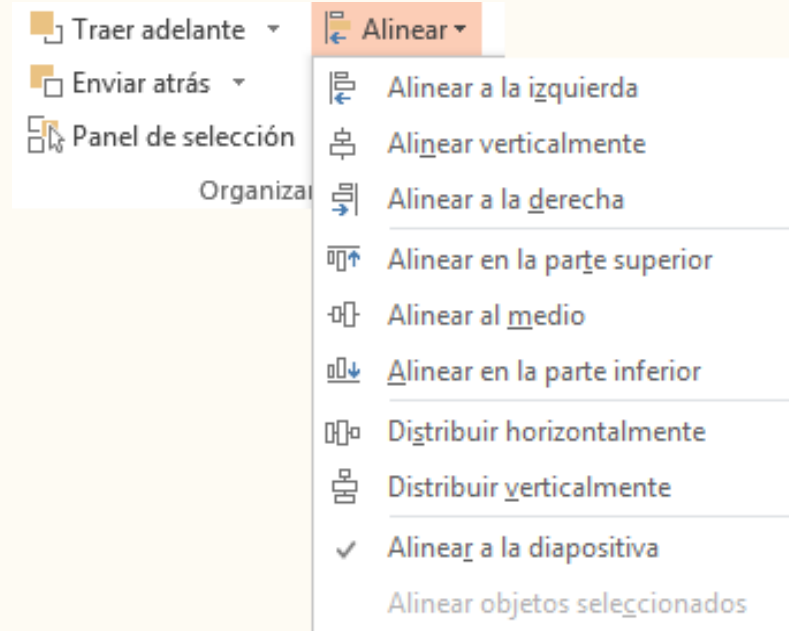 Traer adelante
Enviar atrás
Panel de selección
Organizar
Alinear
Alinear a la izquierda
Alinear verticalmente
Alinear a la derecha
Alinear en la parte superior
Alinear al medio
Alinear en la parte inferior
Distribuir horizontalmente
Distribuir verticalmente
Alinear a la diapositiva
Alinear objetos seleccionados